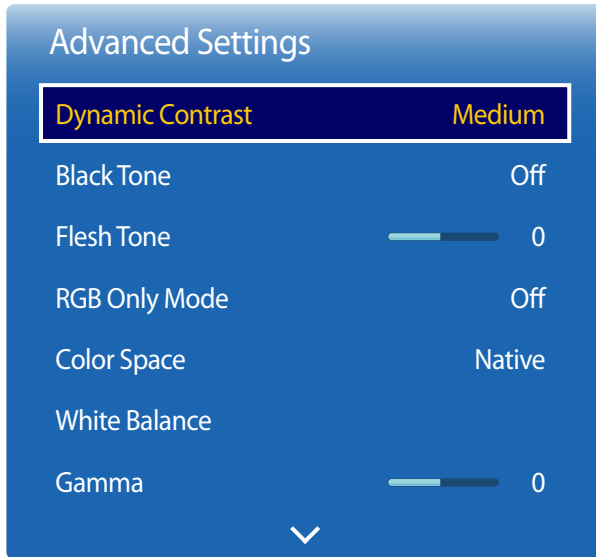 Advanced Settings
Dynamic Contrast Medium
Black Tone Off
Flesh Tone 0
RGB Only Mode Off
Color Space Native
White Balance
Gamma 0